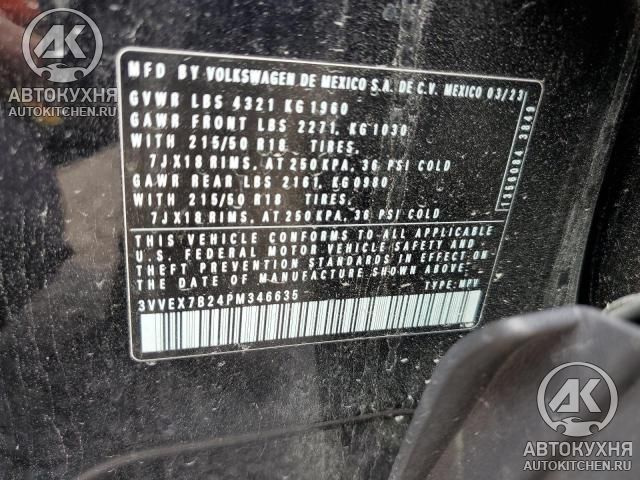 AK
АВТОКУХНЯ
AUTOKITCHEN.RU
MFD BY VOLKSWAGEN DE MEXICO S.A. DE C.V. MEXICO 03/23
GVWR LBS 4321 KG 1960
GAWR FRONT LBS 2271, KG 1030
WITH 215/50 R18 TIRES,
7JX18 RIMS, AT 250 KPA, 36 PSI COLD
GAWR REAR LBS 2161, KG 0980
WITH 215/50 R18 TIRES,
7JX18 RIMS, AT 250 KPA, 36 PSI COLD
THIS VEHICLE CONFORMS TO ALL APPLICABLE
U.S. FEDERAL MOTOR VEHICLE SAFETY AND
THEFT PREVENTION STANDARDS IN EFFECT ON
THE DATE OF MANUFACTURE SHOWN ABOVE.
3VVEX7B24PM346635 TYPE: MPV
AK
АВТОКУХНЯ
AUTOKITCHEN.RU